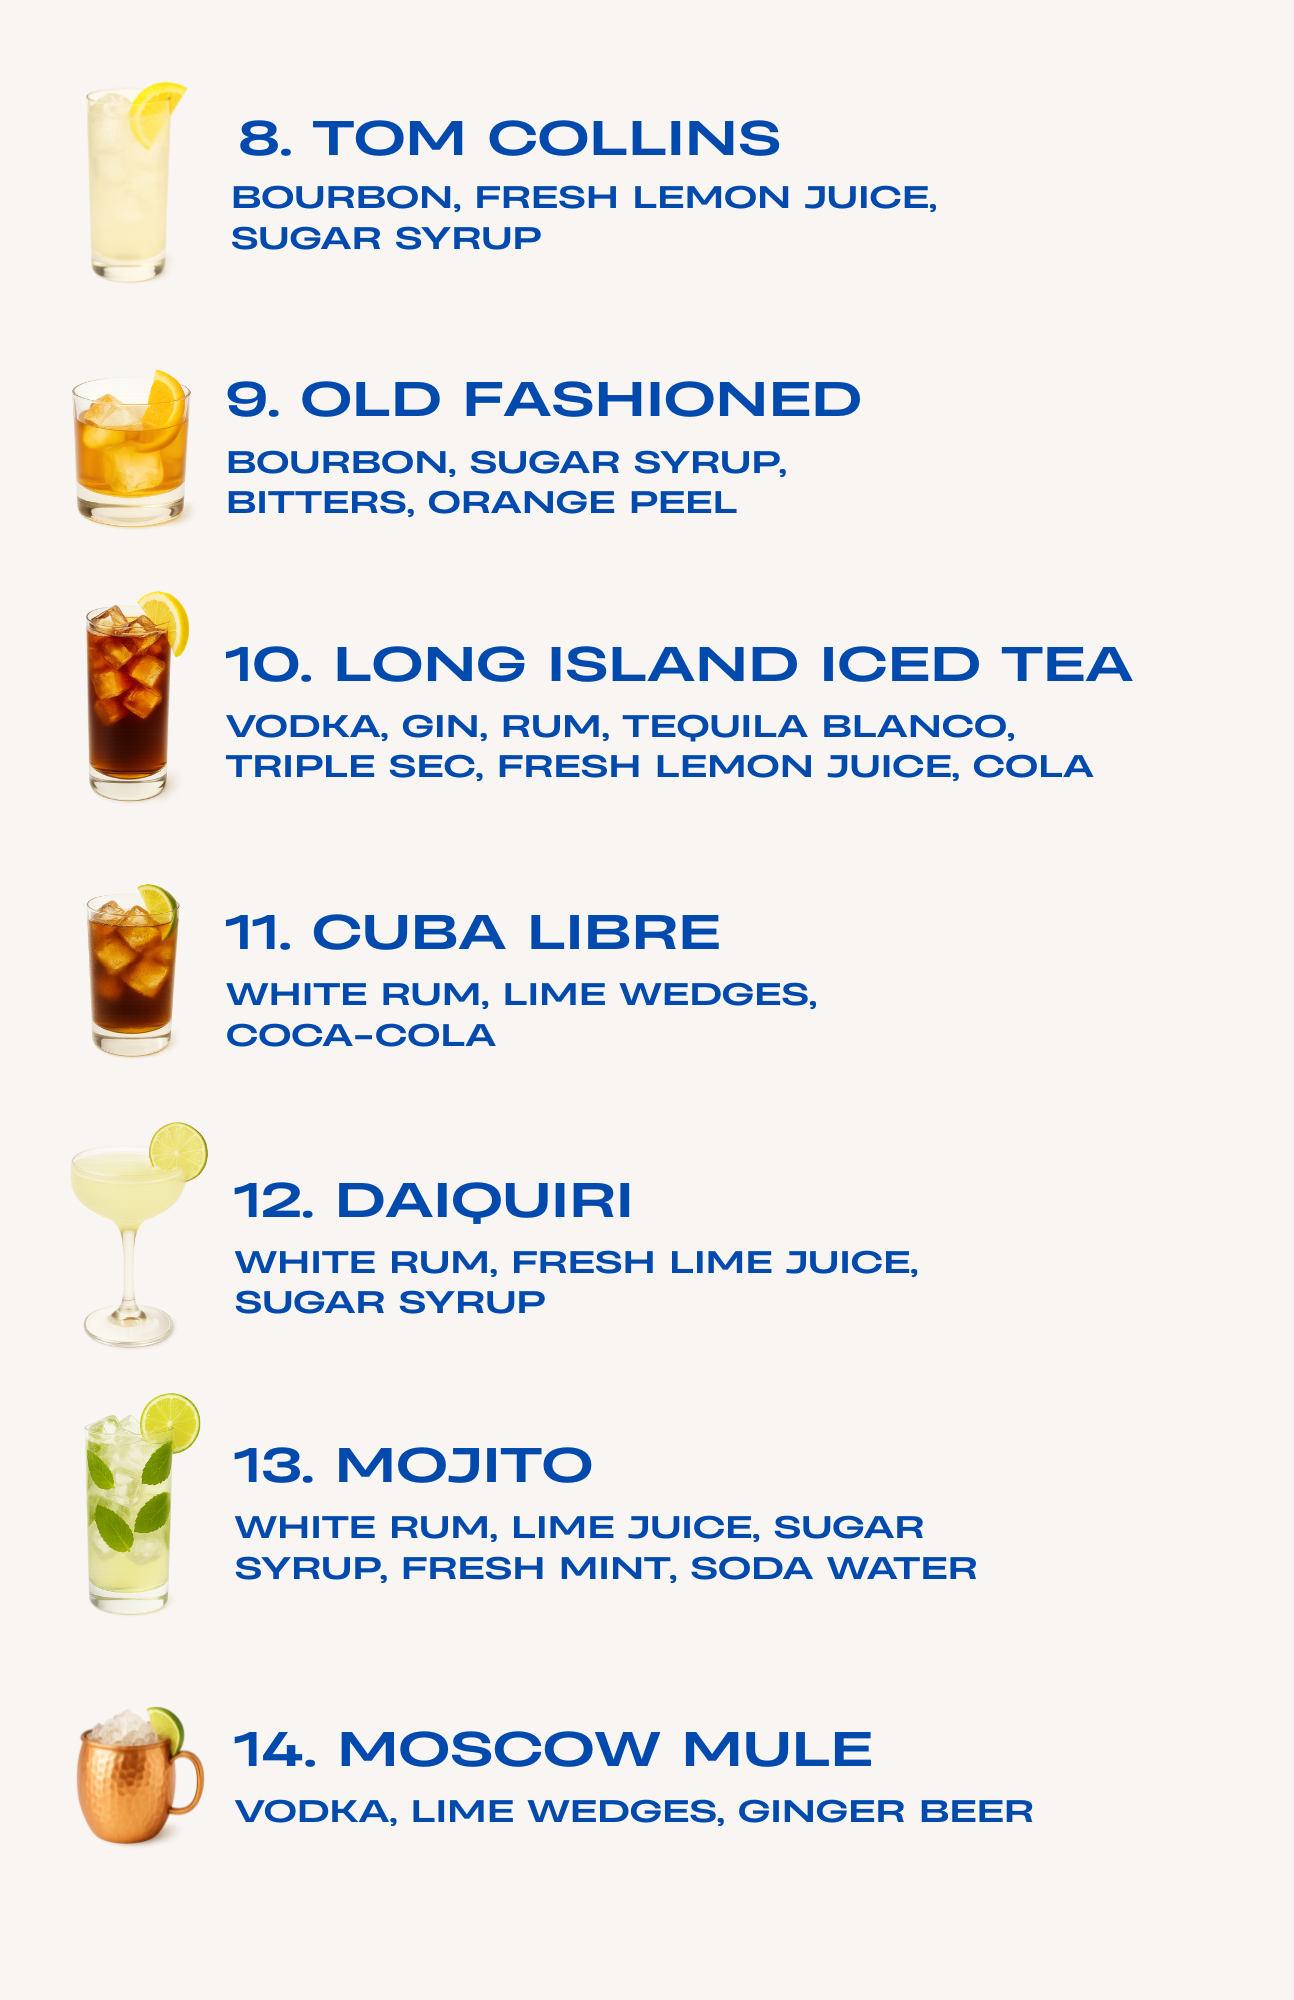 8. TOM COLLINS
BOURBON, FRESH LEMON JUICE,
SUGAR SYRUP
9. OLD FASHIONED
BOURBON, SUGAR SYRUP,
BITTERS, ORANGE PEEL
10. LONG ISLAND ICED TEA
VODKA, GIN, RUM, TEQUILA BLANCO,
TRIPLE SEC, FRESH LEMON JUICE, COLA
11. CUBA LIBRE
WHITE RUM, LIME WEDGES,
COCA-COLA
12. DAIQUIRI
WHITE RUM, FRESH LIME JUICE,
SUGAR SYRUP
13. MOJITO
WHITE RUM, LIME JUICE, SUGAR
SYRUP, FRESH MINT, SODA WATER
14. MOSCOW MULE
VODKA, LIME WEDGES, GINGER BEER